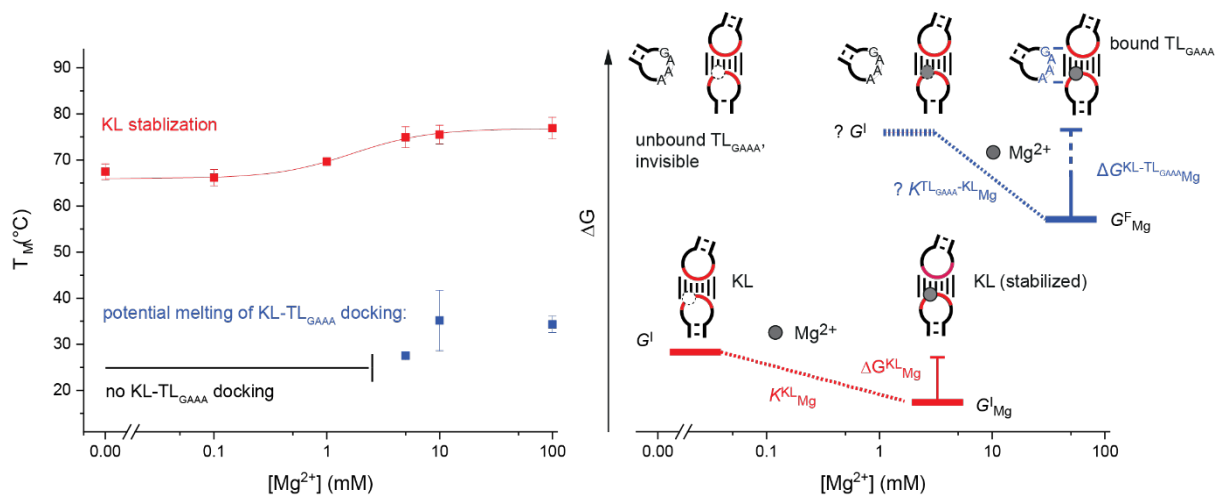 90
80
70
60
50
40
30
20
T_M(°C)
KL stablization
potential melting of KL-TL_GAAA docking:
no KL-TL_GAAA docking
0.00 0.1 1 10 100
[Mg²⁺] (mM)
ΔG
G
A
A
A
unbound TL_GAAA,
invisible
G
A
A
A
G
A
A
A
bound TL_GAAA
? G^I
Mg²⁺
? K^TL_GAAA-KL_Mg
ΔG^KL-TL_GAAA_Mg
G^F_Mg
KL
KL (stabilized)
G^I
Mg²⁺
K^KL_Mg
ΔG^KL_Mg
G^I_Mg
0.00 0.1 1 10 100
[Mg²⁺] (mM)